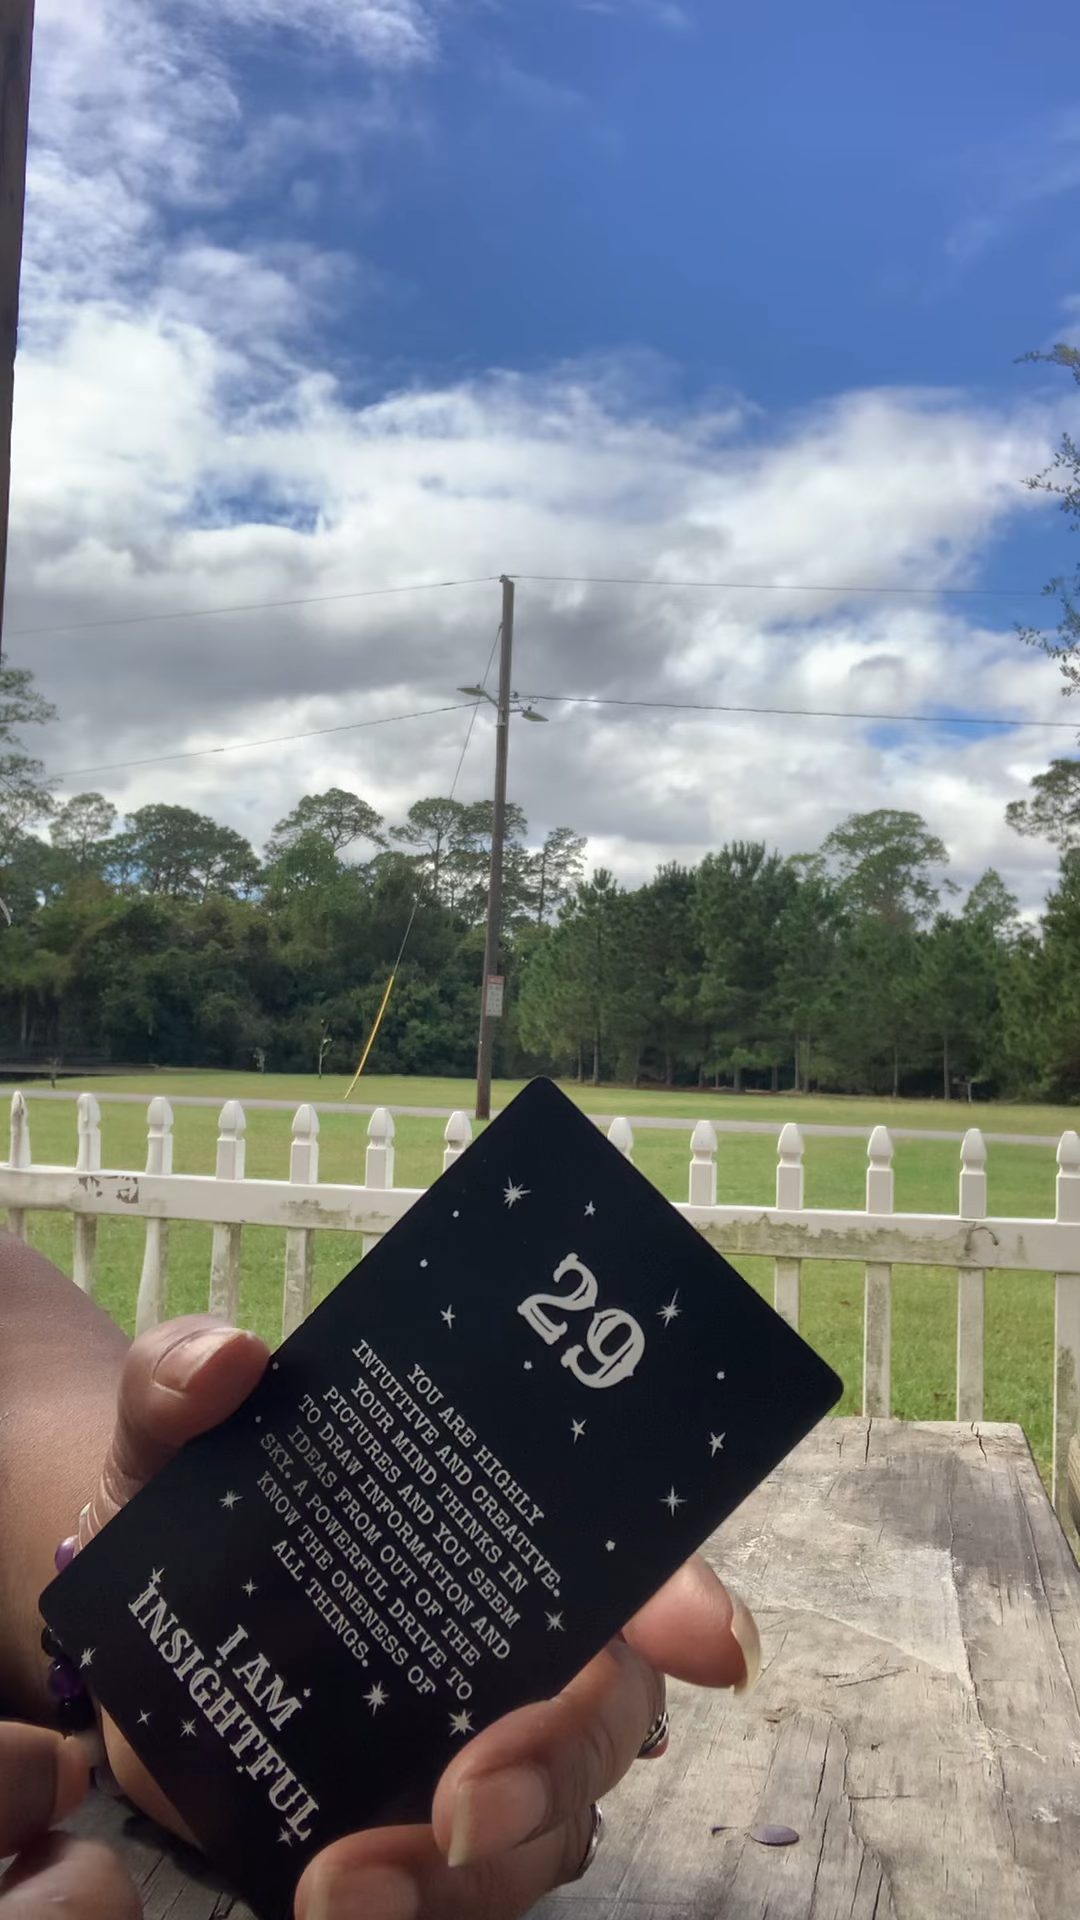 29
YOU ARE HIGHLY
INTUITIVE AND CREATIVE.
YOUR MIND THINKS IN
PICTURES AND YOU SEEM
TO DRAW INFORMATION AND
IDEAS FROM OUT OF THE
SKY. A POWERFUL DRIVE TO
KNOW THE ONENESS OF
ALL THINGS.
I AM
INSIGHTFUL